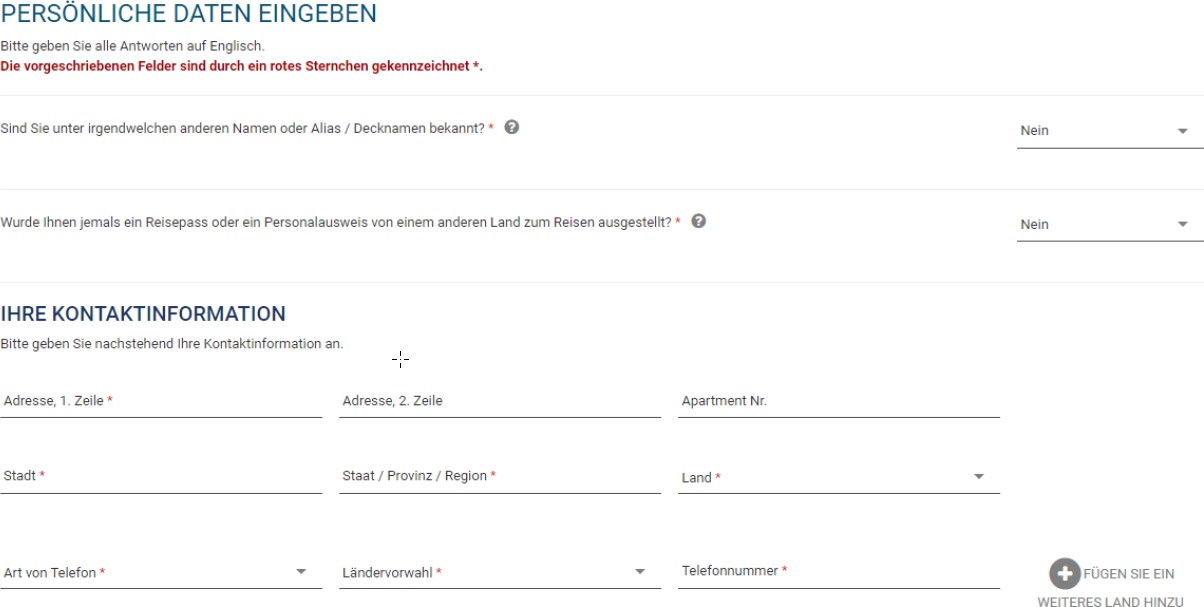 PERSÖNLICHE DATEN EINGEBEN
Bitte geben Sie alle Antworten auf Englisch.
Die vorgeschriebenen Felder sind durch ein rotes Sternchen gekennzeichnet *.
Sind Sie unter irgendwelchen anderen Namen oder Alias / Decknamen bekannt? * ?
Nein
Wurde Ihnen jemals ein Reisepass oder ein Personalausweis von einem anderen Land zum Reisen ausgestellt? * ?
Nein
IHRE KONTAKTINFORMATION
Bitte geben Sie nachstehend Ihre Kontaktinformation an.
Adresse, 1. Zeile *
Adresse, 2. Zeile
Apartment Nr.
Stadt *
Staat / Provinz / Region *
Land *
Art von Telefon *
Ländervorwahl *
Telefonnummer *
FÜGEN SIE EIN
WEITERES LAND HINZU